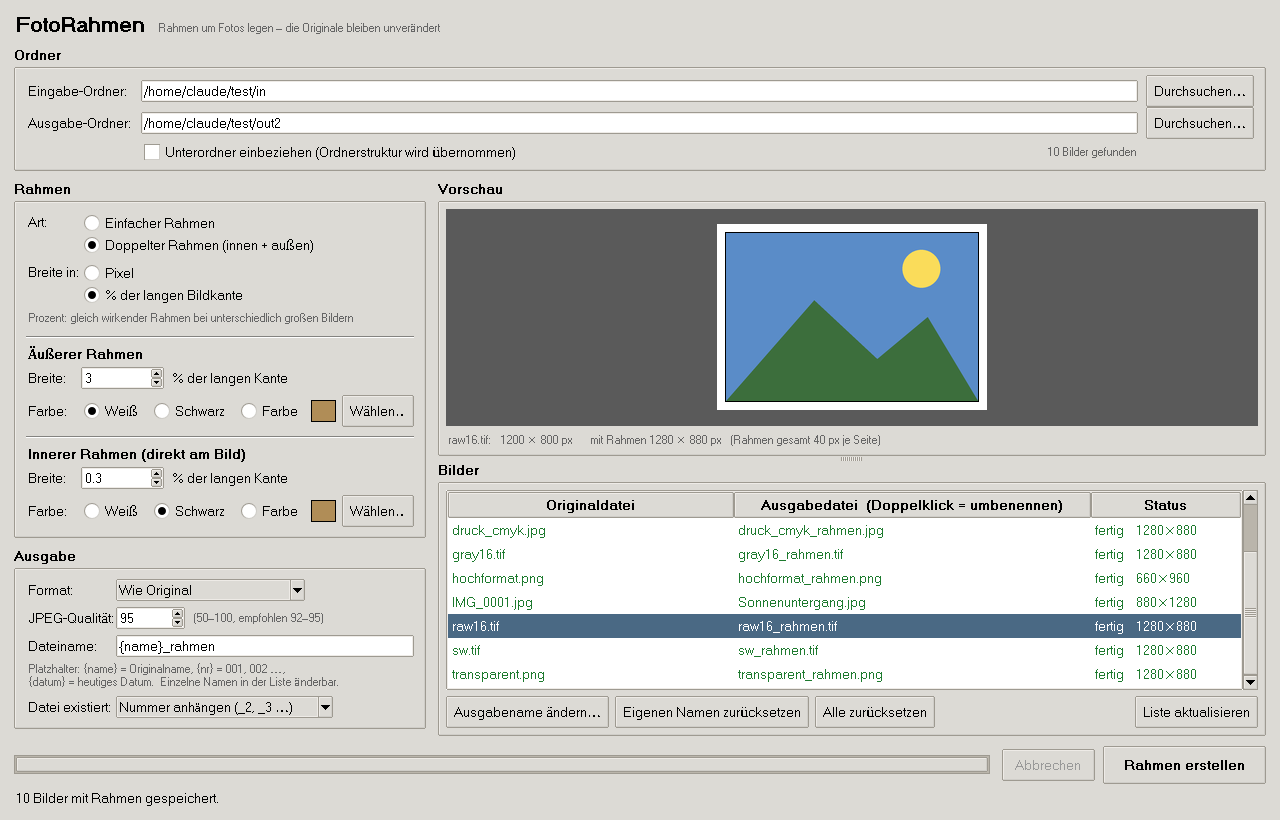 FotoRahmen Rahmen um Fotos legen – die Originale bleiben unverändert
Ordner
Eingabe-Ordner: /home/claude/test/in Durchsuchen…
Ausgabe-Ordner: /home/claude/test/out2 Durchsuchen…
Unterordner einbeziehen (Ordnerstruktur wird übernommen) 10 Bilder gefunden
Rahmen
Art: Einfacher Rahmen
Doppelter Rahmen (innen + außen)
Breite in: Pixel
% der langen Bildkante
Prozent: gleich wirkender Rahmen bei unterschiedlich großen Bildern
Äußerer Rahmen
Breite: 3 % der langen Kante
Farbe: Weiß Schwarz Farbe Wählen..
Innerer Rahmen (direkt am Bild)
Breite: 0.3 % der langen Kante
Farbe: Weiß Schwarz Farbe Wählen..
Ausgabe
Format: Wie Original
JPEG-Qualität: 95 (50–100, empfohlen 92–95)
Dateiname: {name}_rahmen
Platzhalter: {name} = Originalname, {nr} = 001, 002 …,
{datum} = heutiges Datum. Einzelne Namen in der Liste änderbar.
Datei existiert: Nummer anhängen (_2, _3 …)
Vorschau
raw16.tif: 1200 × 800 px mit Rahmen 1280 × 880 px (Rahmen gesamt 40 px je Seite)
Bilder
Originaldatei Ausgabedatei (Doppelklick = umbenennen) Status
druck_cmyk.jpg druck_cmyk_rahmen.jpg fertig 1280×880
gray16.tif gray16_rahmen.tif fertig 1280×880
hochformat.png hochformat_rahmen.png fertig 660×960
IMG_0001.jpg Sonnenuntergang.jpg fertig 880×1280
raw16.tif raw16_rahmen.tif fertig 1280×880
sw.tif sw_rahmen.tif fertig 1280×880
transparent.png transparent_rahmen.png fertig 1280×880
Ausgabename ändern… Eigenen Namen zurücksetzen Alle zurücksetzen Liste aktualisieren
Abbrechen Rahmen erstellen
10 Bilder mit Rahmen gespeichert.